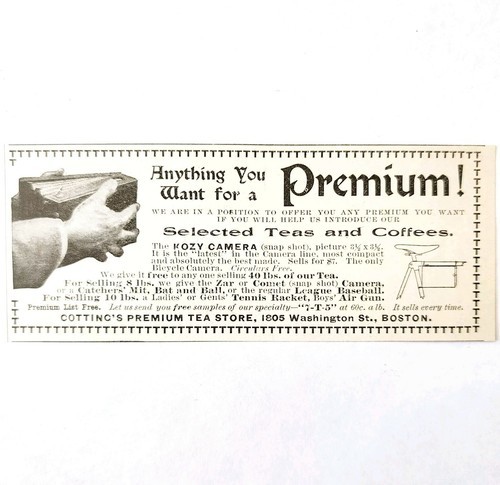 Anything You
Want for a Premium!
WE ARE IN A POSITION TO OFFER YOU ANY PREMIUM YOU WANT
IF YOU WILL HELP US INTRODUCE OUR
Selected Teas and Coffees.
The KOZY CAMERA (snap shot), picture 3½ x 3½.
It is the "latest" in the Camera line, most compact
and absolutely the best made. Sells for $7. The only
Bicycle Camera. Circulars Free.
We give it free to any one selling 40 lbs. of our Tea.
For Selling 8 lbs. we give the Zar or Comet (snap shot) Camera,
or a Catchers' Mit, Bat and Ball, or the regular League Baseball.
For Selling 10 lbs. a Ladies' or Gents' Tennis Racket, Boys' Air Gun.
Premium List Free. Let us send you free samples of our specialty—"7-T-5" at 60c. a lb. It sells every time.
COTTING'S PREMIUM TEA STORE, 1805 Washington St., BOSTON.